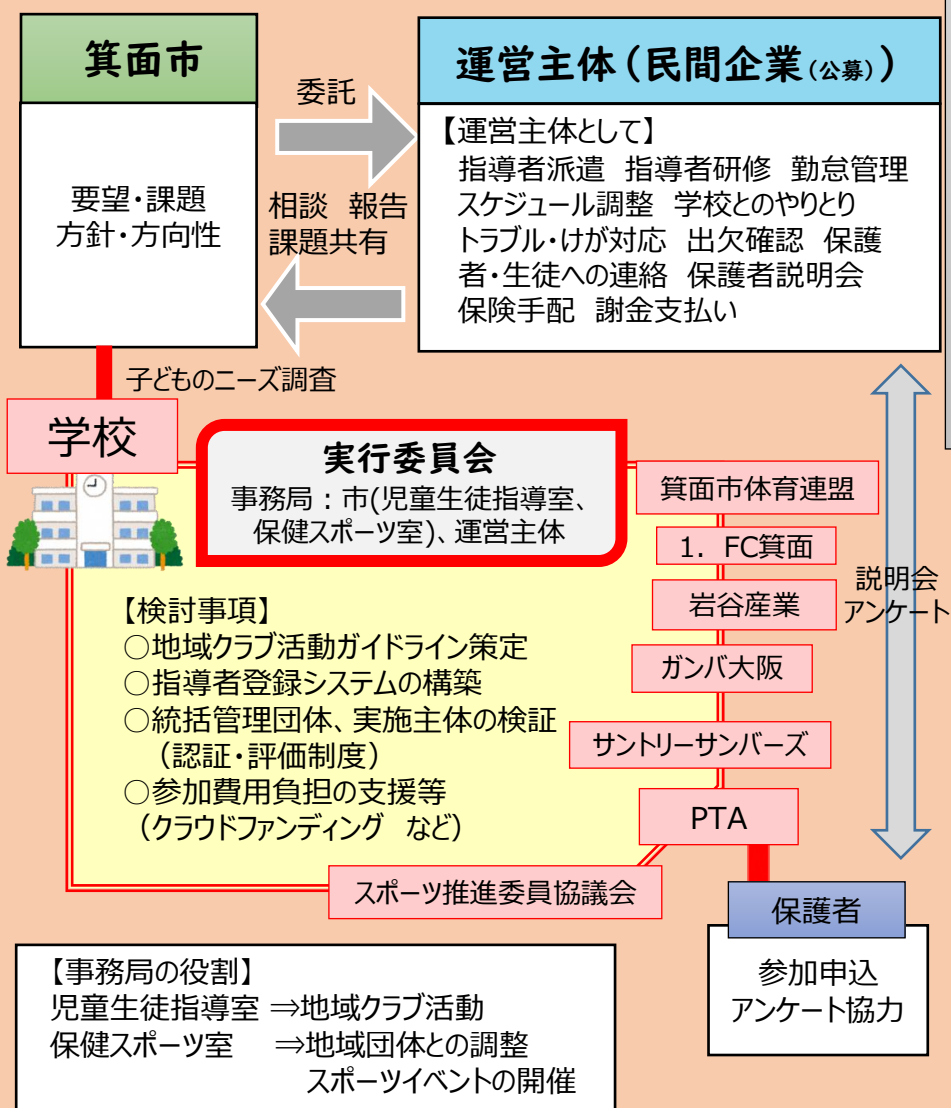 箕面市
要望・課題
方針・方向性
委託
相談 報告
課題共有
運営主体(民間企業(公募))
【運営主体として】
指導者派遣 指導者研修 勤怠管理
スケジュール調整 学校とのやりとり
トラブル・けが対応 出欠確認 保護
者・生徒への連絡 保護者説明会
保険手配 謝金支払い
子どものニーズ調査
学校
実行委員会
事務局:市(児童生徒指導室、
保健スポーツ室)、運営主体
箕面市体育連盟
1. FC箕面
岩谷産業
ガンバ大阪
サントリーサンバーズ
PTA
スポーツ推進委員協議会
説明会
アンケート
【検討事項】
○地域クラブ活動ガイドライン策定
○指導者登録システムの構築
○統括管理団体、実施主体の検証
(認証・評価制度)
○参加費用負担の支援等
(クラウドファンディング など)
保護者
参加申込
アンケート協力
【事務局の役割】
児童生徒指導室 ⇒地域クラブ活動
保健スポーツ室 ⇒地域団体との調整
スポーツイベントの開催